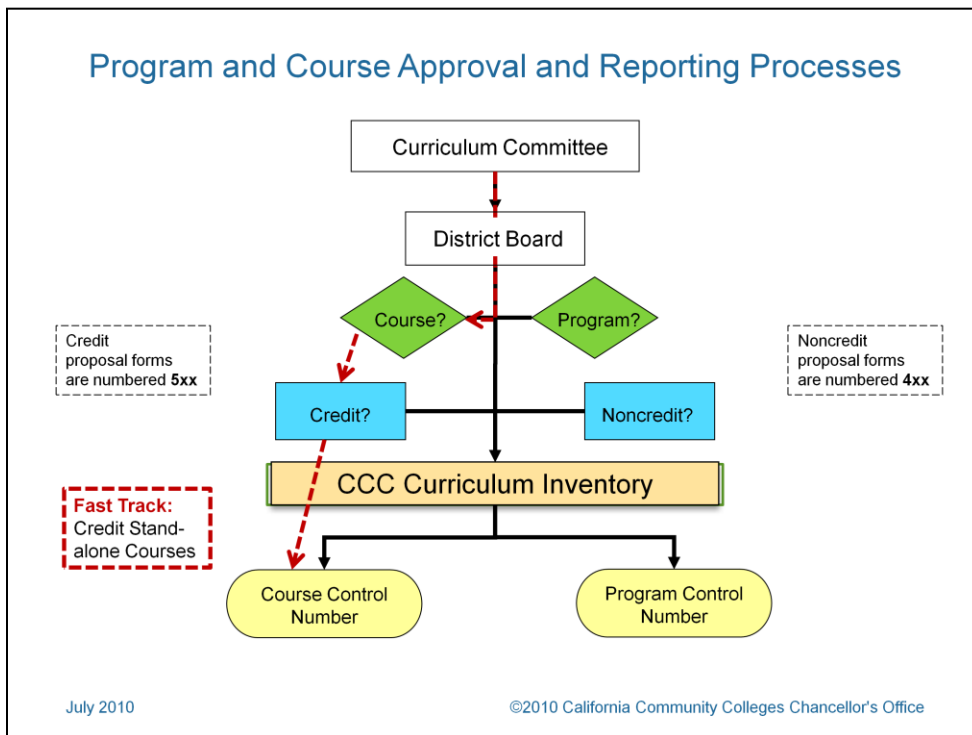 Program and Course Approval and Reporting Processes
Curriculum Committee
District Board
Course?
Program?
Credit
proposal forms
are numbered 5xx
Noncredit
proposal forms
are numbered 4xx
Credit?
Noncredit?
CCC Curriculum Inventory
Fast Track:
Credit Stand-
alone Courses
Course Control
Number
Program Control
Number
July 2010
©2010 California Community Colleges Chancellor's Office